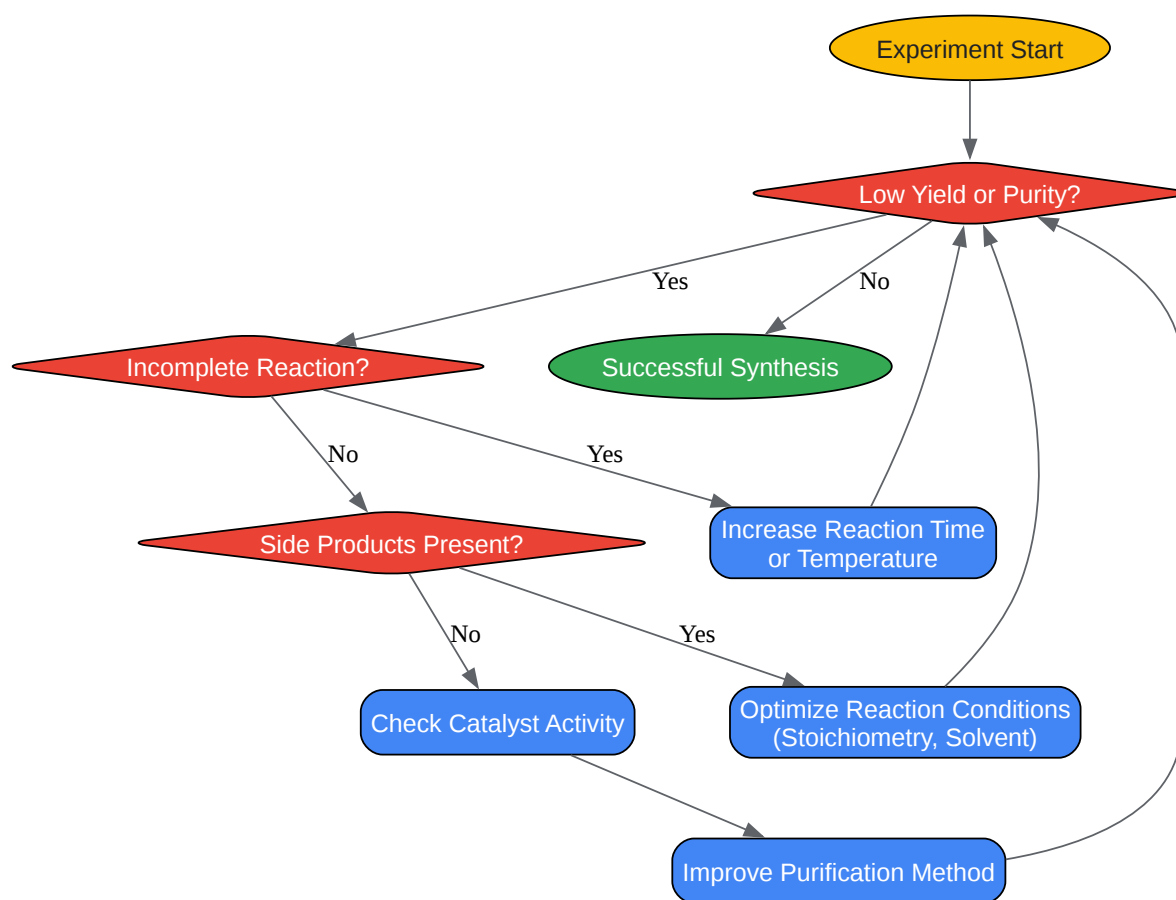 Experiment Start
Low Yield or Purity?
Yes
No
Incomplete Reaction?
Successful Synthesis
No
Yes
Increase Reaction Time
or Temperature
Side Products Present?
No
Yes
Check Catalyst Activity
Optimize Reaction Conditions
(Stoichiometry, Solvent)
Improve Purification Method